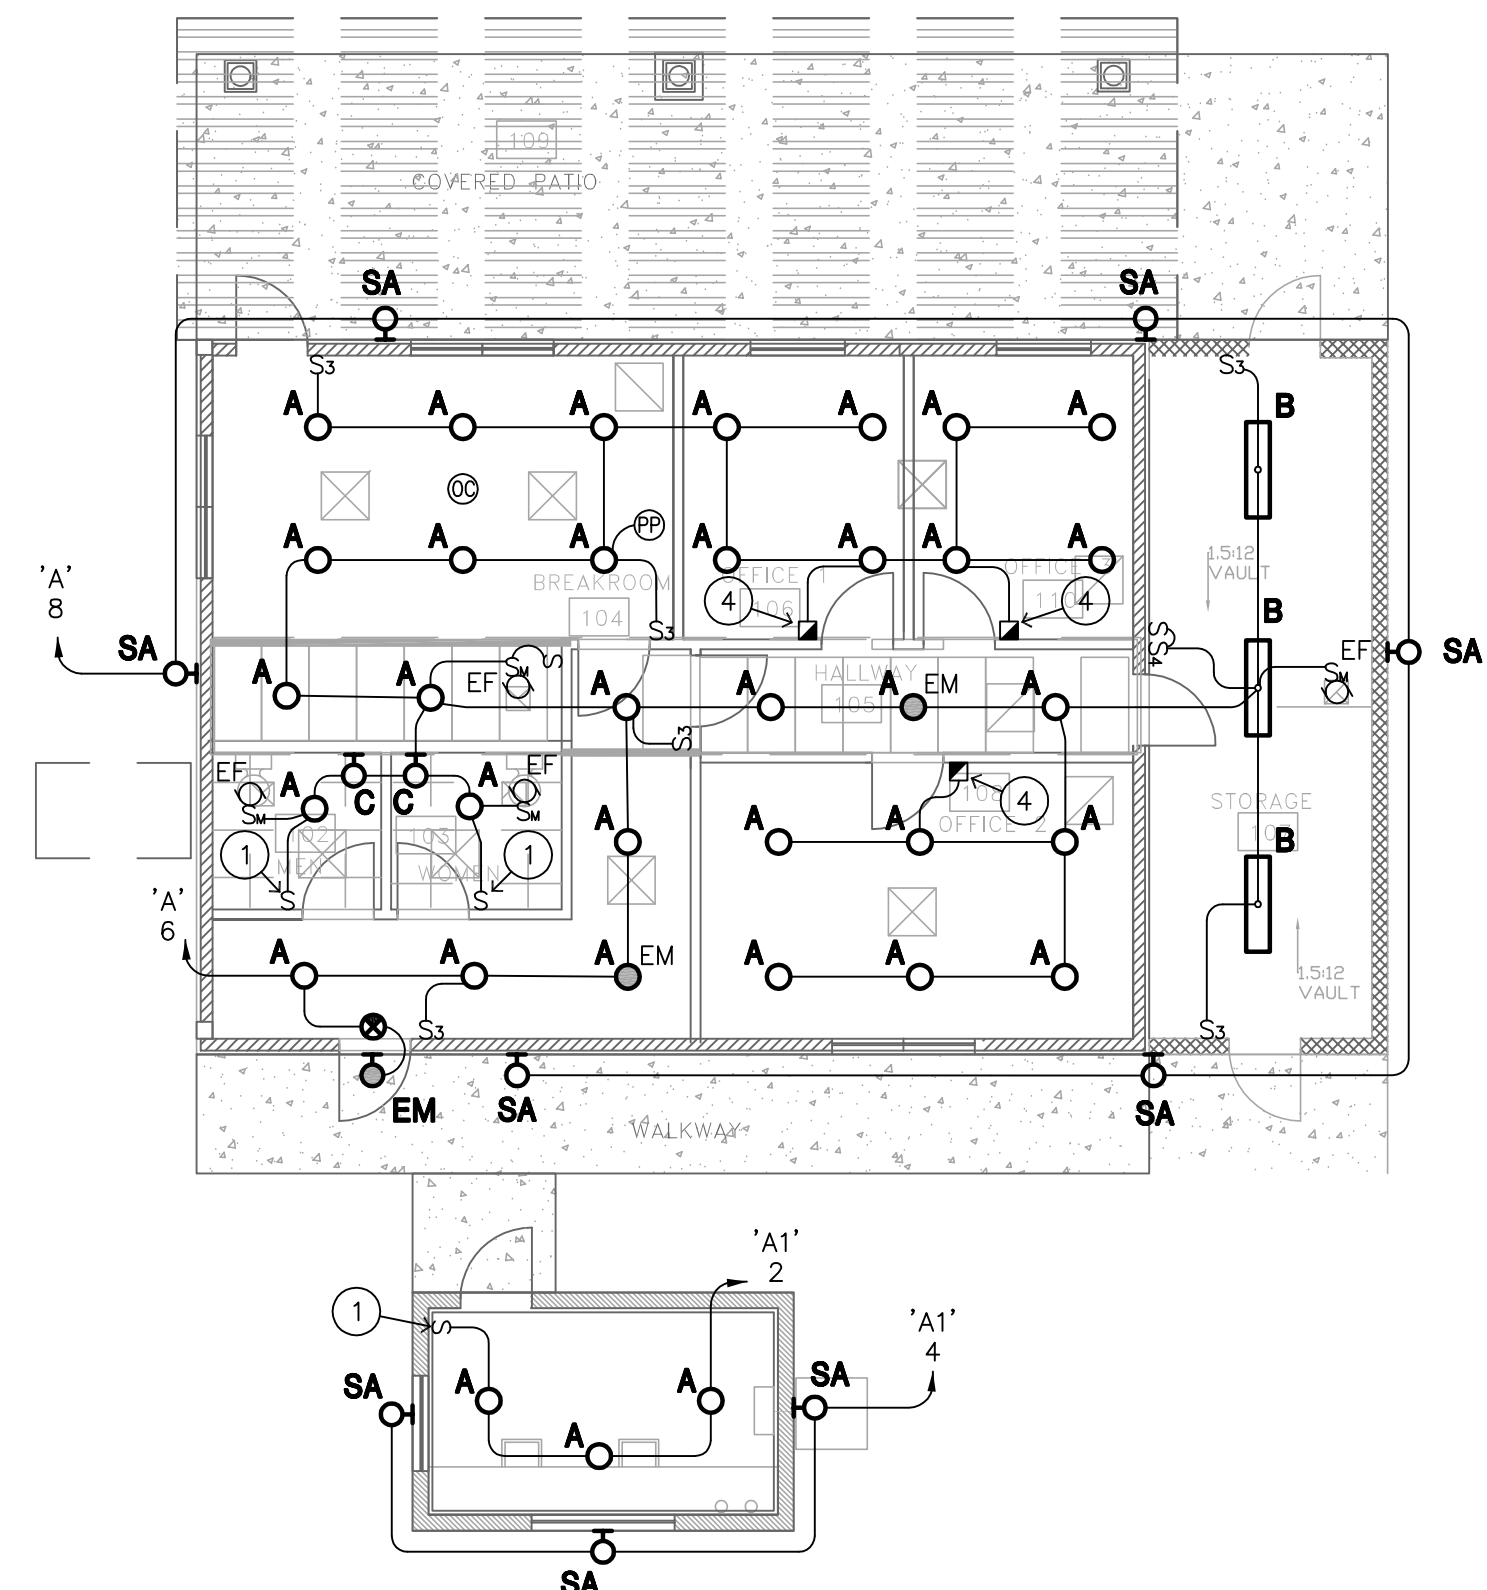 109
COVERED PATIO
SA
SA
S3
S3
A
A
A
A
A
A
A
B
OC
PP
A
A
A
A
A
A
A
1.5:12
VAULT
'A'
8
BREAKROOM
104
OFFICE 1
106
4
OFFICE
110
4
B
SA
S3
S
S4
EF
SA
A
A
EF
SM
S
A
A
HALLWAY
105
A
EM
A
SM
S3
EF
A
C
C
A
EF
SM
SM
102
MEN
103
WOMEN
1
1
S
S
A
108
OFFICE 2
4
A
A
A
STORAGE
107
B
'A'
6
A
A
A
EM
A
A
A
1.5:12
VAULT
S3
S3
EM
SA
SA
WALKWAY
'A1'
2
1
S
'A1'
4
SA
A
A
SA
A
SA